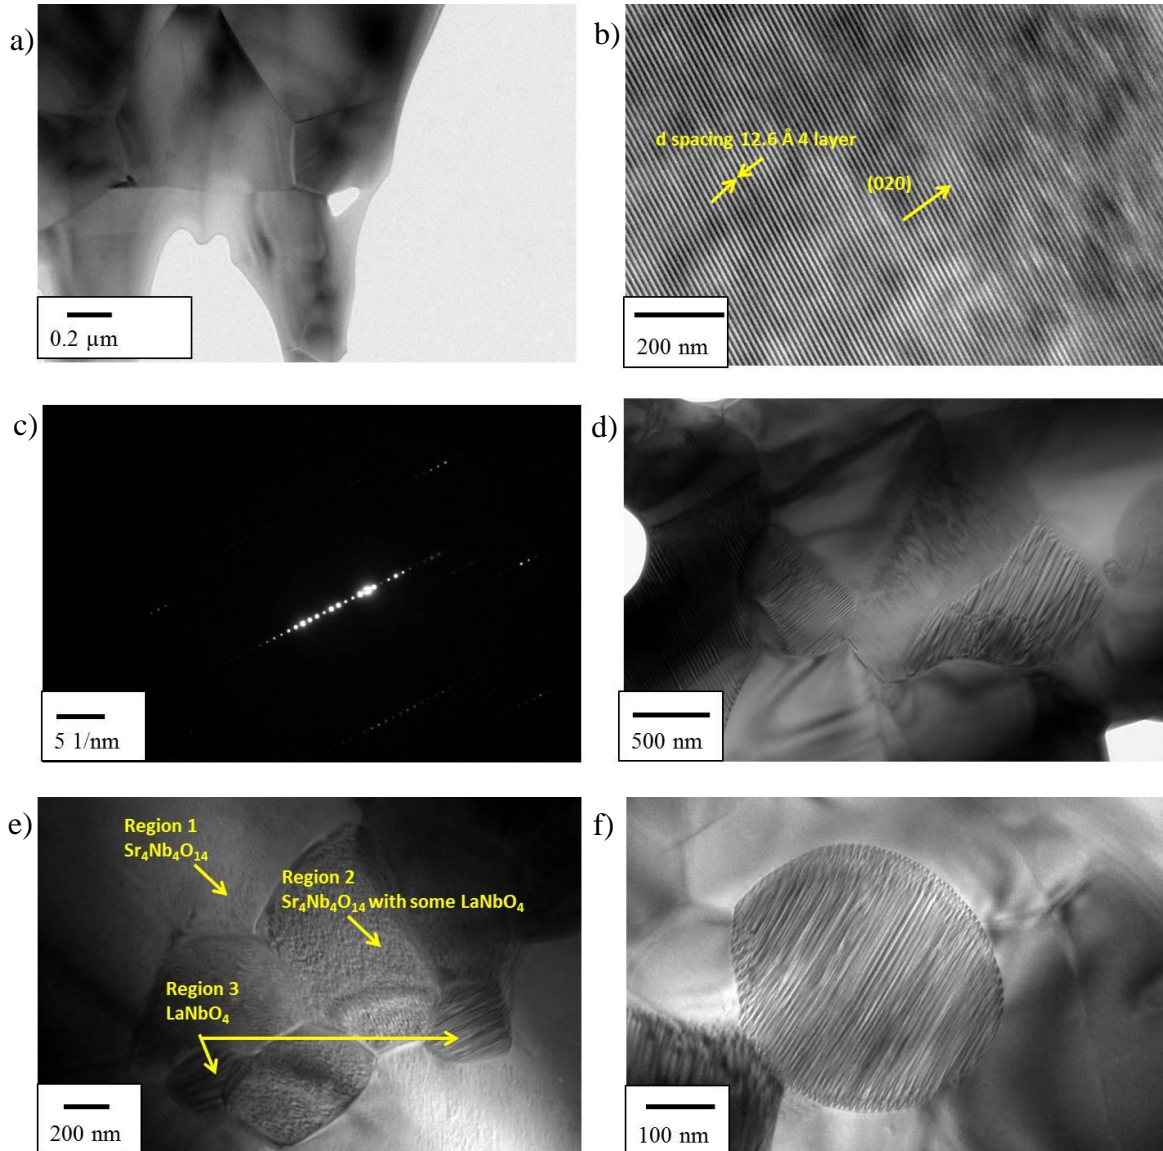 a)
0.2 µm
b)
d spacing 12.6 Å 4 layer
(020)
200 nm
c)
5 1/nm
d)
500 nm
e)
Region 1
Sr₄Nb₄O₁₄
Region 2
Sr₄Nb₄O₁₄ with some LaNbO₄
Region 3
LaNbO₄
200 nm
f)
100 nm